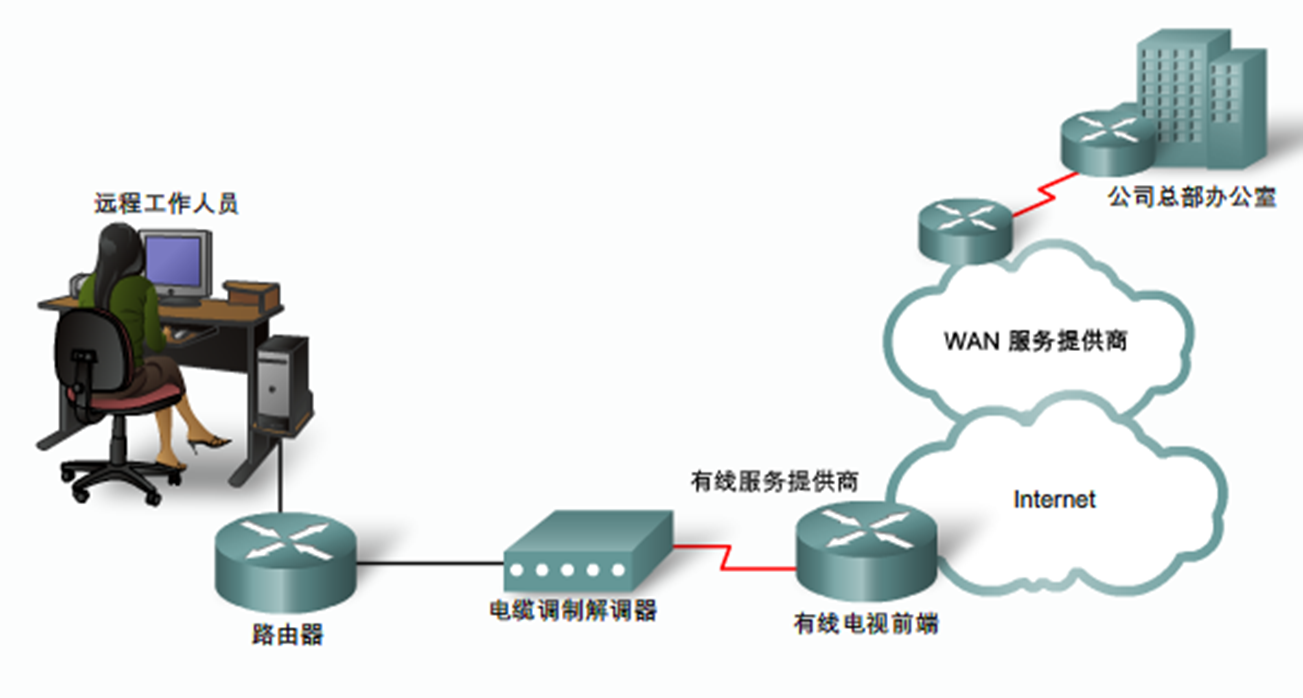 公司总部办公室
远程工作人员
WAN 服务提供商
有线服务提供商
Internet
电缆调制解调器
有线电视前端
路由器